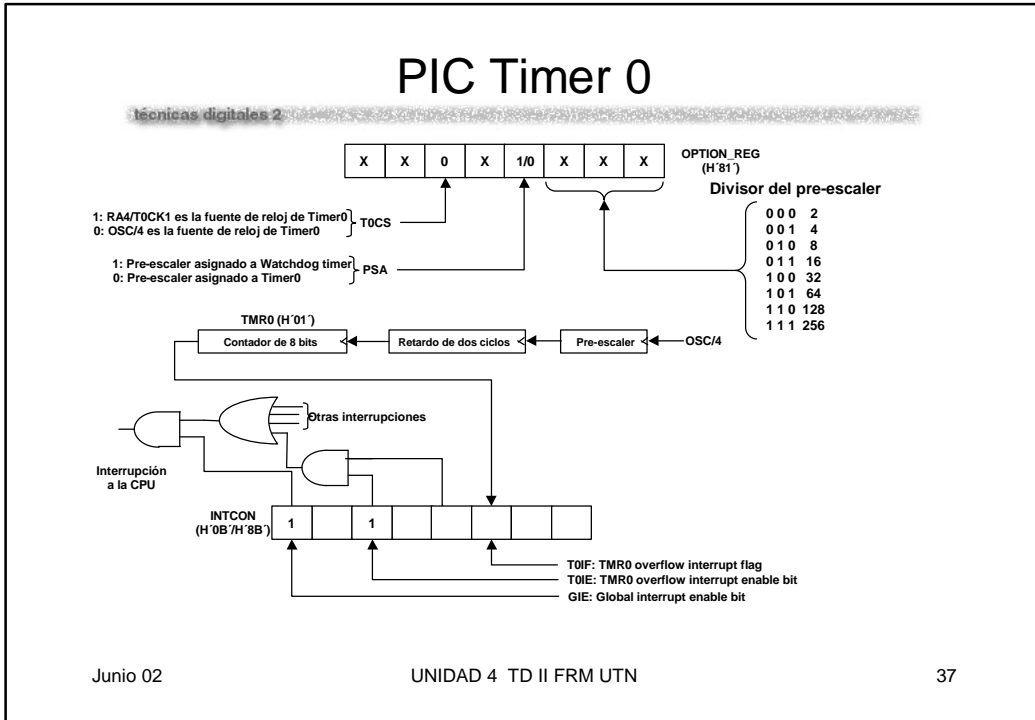 PIC Timer 0
técnicas digitales 2
X X 0 X 1/0 X X X
OPTION_REG
(H´81´)
Divisor del pre-escaler
0 0 0 2
0 0 1 4
0 1 0 8
0 1 1 16
1 0 0 32
1 0 1 64
1 1 0 128
1 1 1 256
1: RA4/T0CK1 es la fuente de reloj de Timer0
0: OSC/4 es la fuente de reloj de Timer0
T0CS
1: Pre-escaler asignado a Watchdog timer
0: Pre-escaler asignado a Timer0
PSA
TMR0 (H´01´)
Contador de 8 bits
Retardo de dos ciclos
Pre-escaler
OSC/4
Otras interrupciones
Interrupción
a la CPU
INTCON
(H´0B´/H´8B´)
1 1
T0IF: TMR0 overflow interrupt flag
T0IE: TMR0 overflow interrupt enable bit
GIE: Global interrupt enable bit
Junio 02
UNIDAD 4 TD II FRM UTN
37